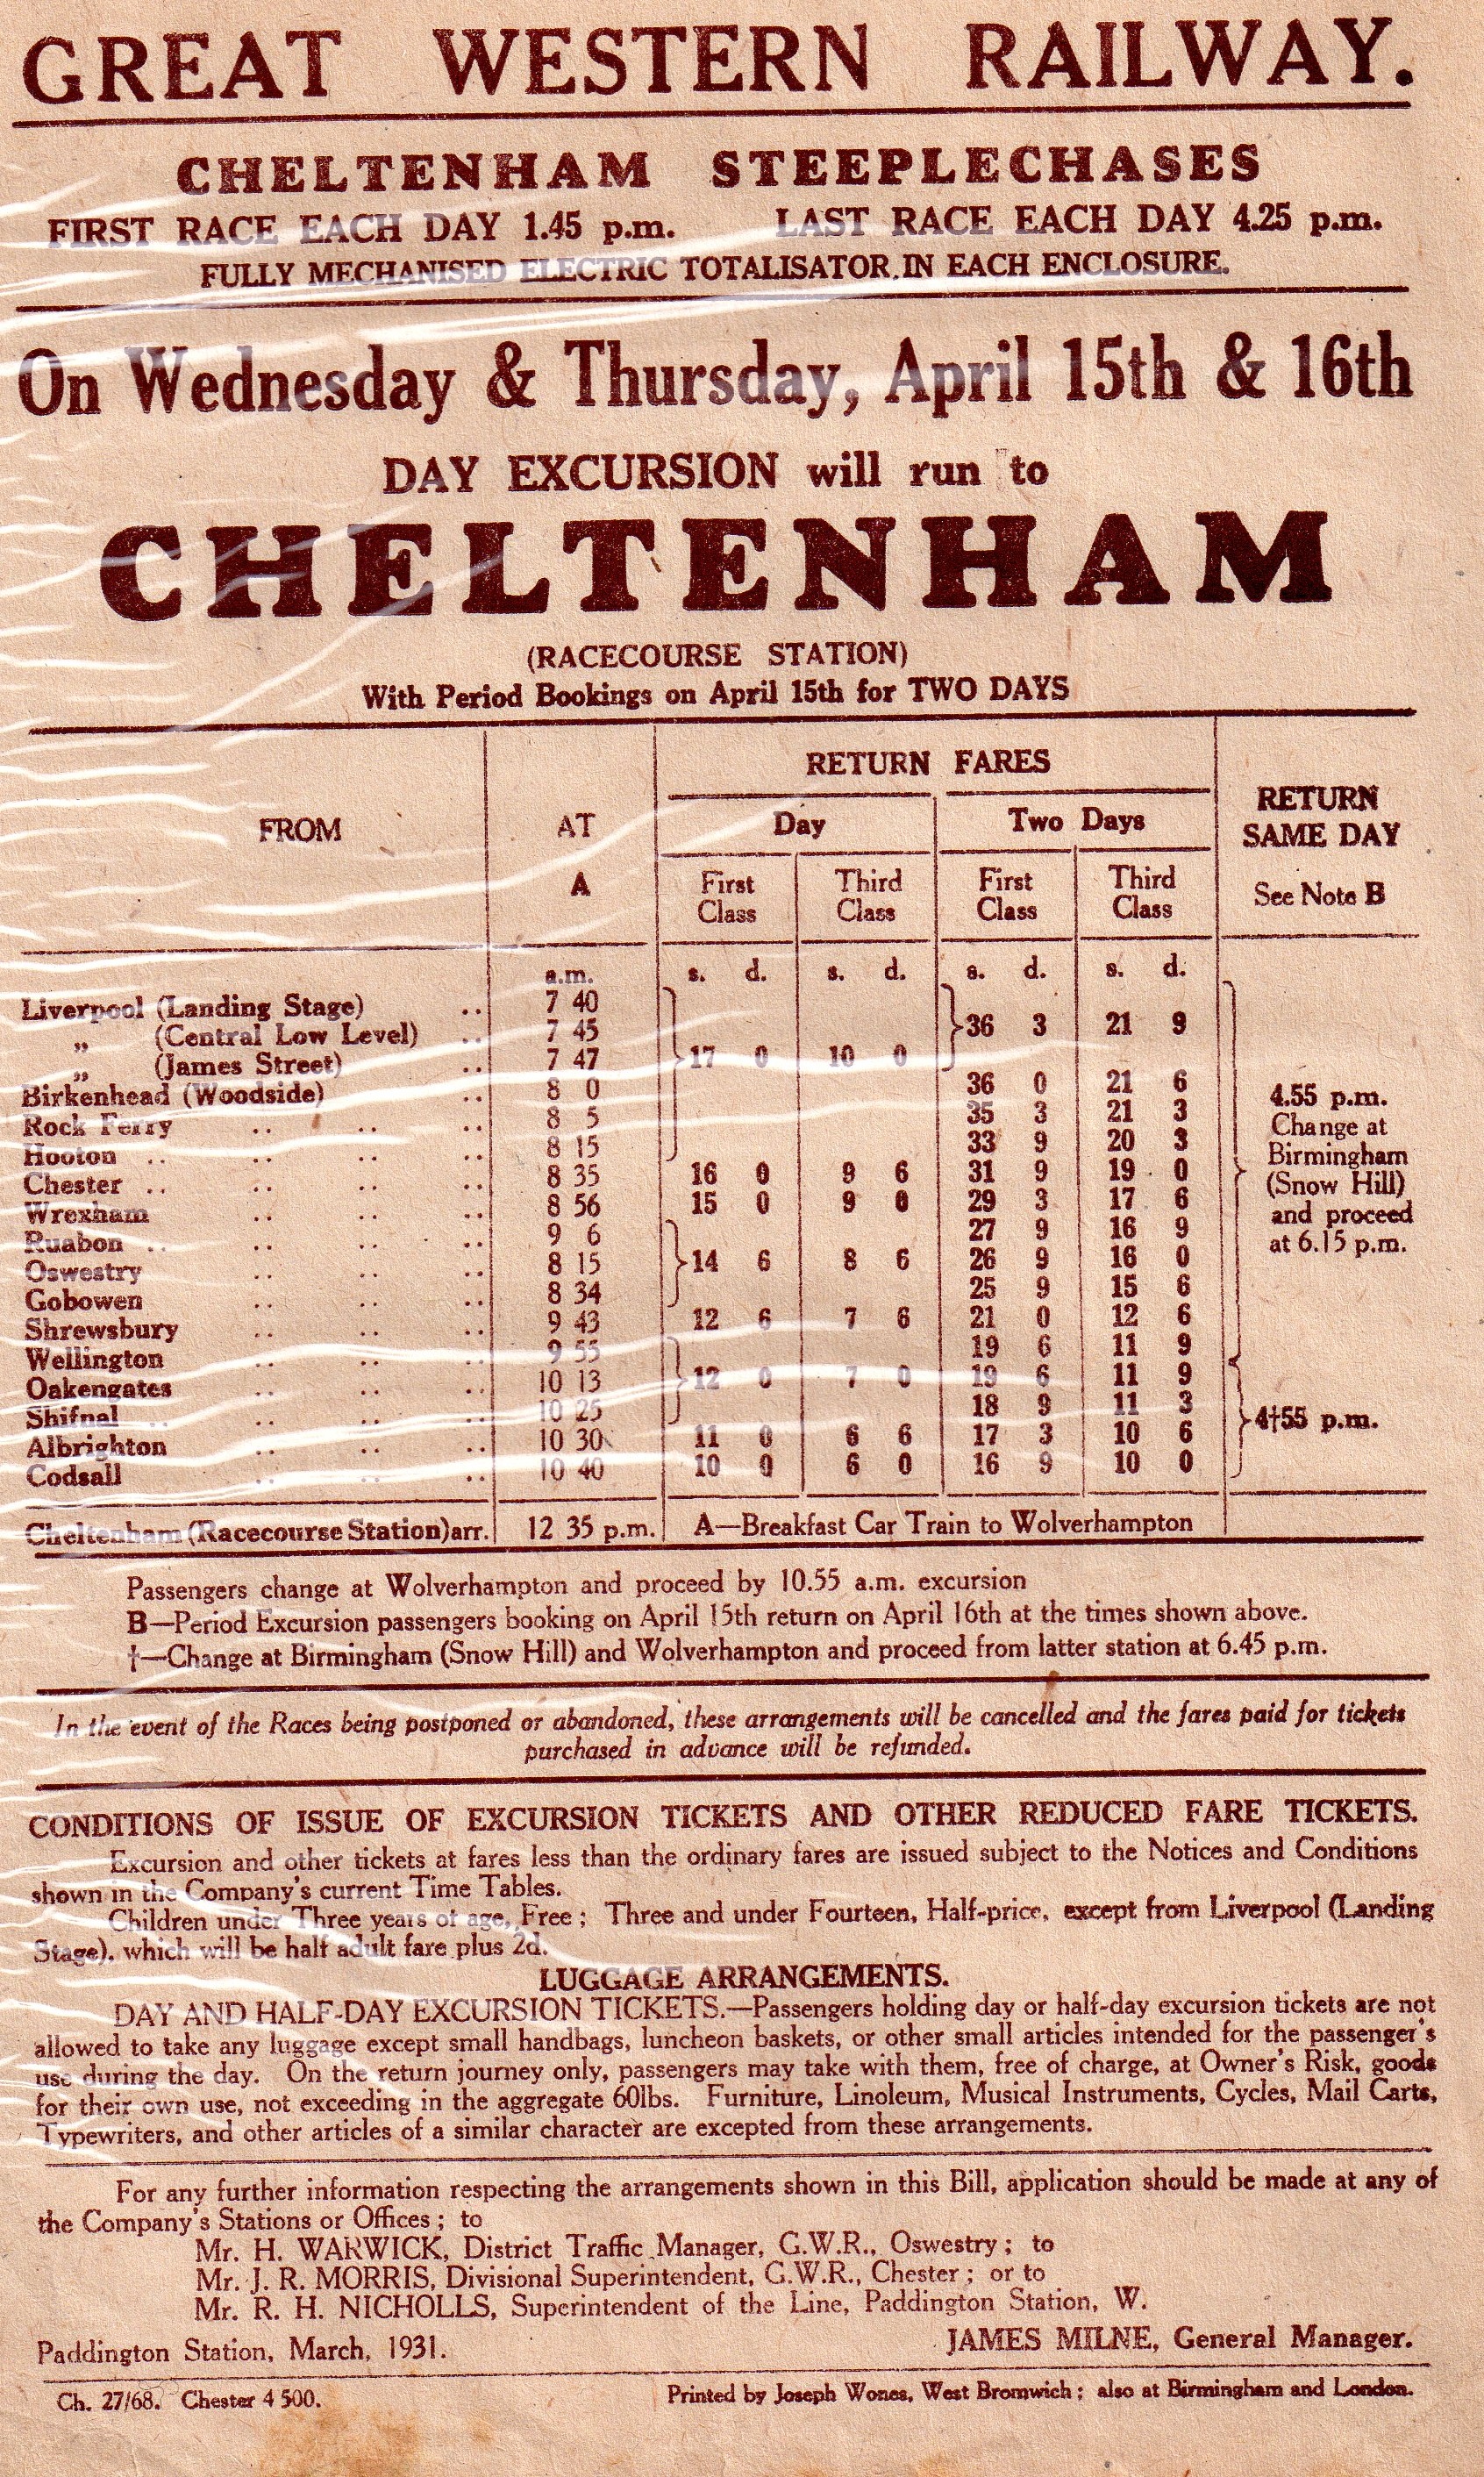 GREAT WESTERN RAILWAY.
CHELTENHAM STEEPLECHASES
FIRST RACE EACH DAY 1.45 p.m. LAST RACE EACH DAY 4.25 p.m.
FULLY MECHANISED ELECTRIC TOTALISATOR IN EACH ENCLOSURE.
On Wednesday & Thursday, April 15th & 16th
DAY EXCURSION will run to
CHELTENHAM
(RACECOURSE STATION)
With Period Bookings on April 15th for TWO DAYS
RETURN FARES
FROM AT Day Two Days RETURN SAME DAY
A First Class Third Class First Class Third Class See Note B
a.m. s. d. s. d. s. d. s. d.
Liverpool (Landing Stage) .. 7 40
„ (Central Low Level) .. 7 45 36 3 21 9
„ (James Street) .. 7 47 17 0 10 0
Birkenhead (Woodside) .. 8 0 36 0 21 6 4.55 p.m.
Rock Ferry .. .. .. 8 5 35 3 21 3 Change at
Hooton .. .. .. .. 8 15 33 9 20 3 Birmingham
Chester .. .. .. .. 8 35 16 0 9 6 31 9 19 0 (Snow Hill)
Wrexham .. .. .. 8 56 15 0 9 0 29 3 17 6 and proceed
Ruabon .. .. .. .. 9 6 27 9 16 9 at 6.15 p.m.
Oswestry .. .. .. 8 15 14 6 8 6 26 9 16 0
Gobowen .. .. .. 8 34 25 9 15 6
Shrewsbury .. .. .. 9 43 12 6 7 6 21 0 12 6
Wellington .. .. .. 9 55 19 6 11 9
Oakengates .. .. .. 10 13 12 0 7 0 19 6 11 9
Shifnal .. .. .. .. 10 25 18 9 11 3 4†55 p.m.
Albrighton .. .. .. 10 30 11 0 6 6 17 3 10 6
Codsall .. .. .. 10 40 10 0 6 0 16 9 10 0
Cheltenham (Racecourse Station) arr. 12 35 p.m. A—Breakfast Car Train to Wolverhampton
Passengers change at Wolverhampton and proceed by 10.55 a.m. excursion
B—Period Excursion passengers booking on April 15th return on April 16th at the times shown above.
†—Change at Birmingham (Snow Hill) and Wolverhampton and proceed from latter station at 6.45 p.m.
In the event of the Races being postponed or abandoned, these arrangements will be cancelled and the fares paid for tickets
purchased in advance will be refunded.
CONDITIONS OF ISSUE OF EXCURSION TICKETS AND OTHER REDUCED FARE TICKETS.
Excursion and other tickets at fares less than the ordinary fares are issued subject to the Notices and Conditions
shown in the Company's current Time Tables.
Children under Three years of age, Free; Three and under Fourteen, Half-price, except from Liverpool (Landing
Stage), which will be half adult fare plus 2d.
LUGGAGE ARRANGEMENTS.
DAY AND HALF-DAY EXCURSION TICKETS.—Passengers holding day or half-day excursion tickets are not
allowed to take any luggage except small handbags, luncheon baskets, or other small articles intended for the passenger's
use during the day. On the return journey only, passengers may take with them, free of charge, at Owner's Risk, goods
for their own use, not exceeding in the aggregate 60lbs. Furniture, Linoleum, Musical Instruments, Cycles, Mail Carts,
Typewriters, and other articles of a similar character are excepted from these arrangements.
For any further information respecting the arrangements shown in this Bill, application should be made at any of
the Company's Stations or Offices; to
Mr. H. WARWICK, District Traffic Manager, G.W.R., Oswestry; to
Mr. J. R. MORRIS, Divisional Superintendent, G.W.R., Chester; or to
Mr. R. H. NICHOLLS, Superintendent of the Line, Paddington Station, W.
Paddington Station, March, 1931. JAMES MILNE, General Manager.
Ch. 27/68. Chester 4 500. Printed by Joseph Wones, West Bromwich; also at Birmingham and London.